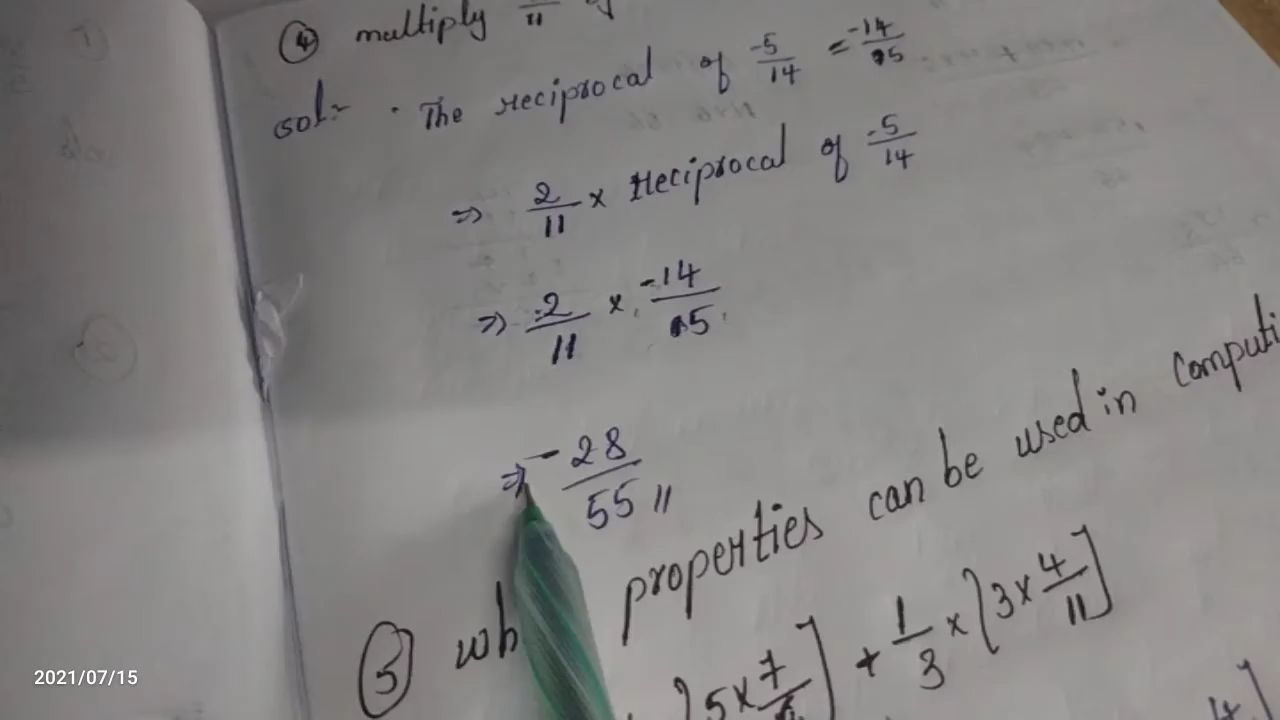 ④ multiply /11
sol:- · The reciprocal of -5/14 = -14/5
⇒ 2/11 × Reciprocal of -5/14
⇒ 2/11 × -14/5
⇒ -28/55 //
⑤ wh properties can be used in computi
[5 × 7/ ] + 1/3 × [3 × 4/11]
2021/07/15